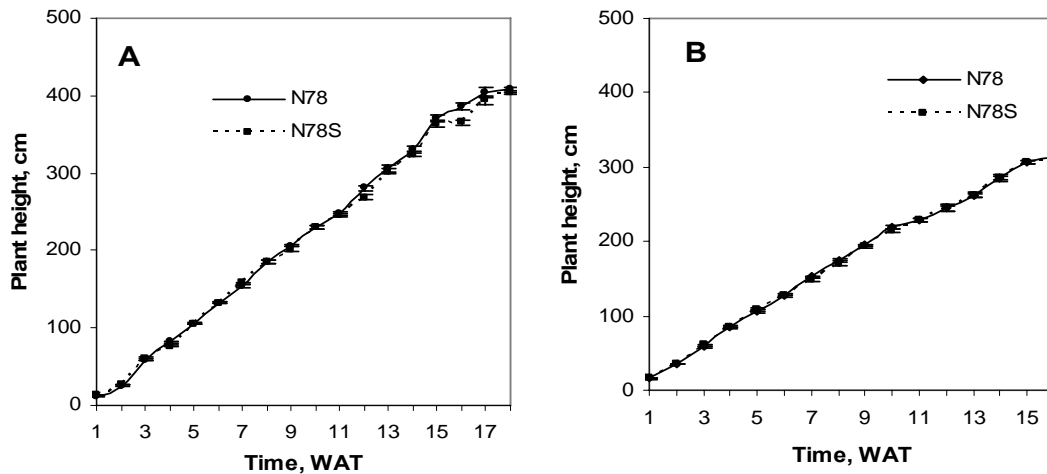 A
N78
N78S
Plant height, cm
500
400
300
200
100
0
1 3 5 7 9 11 13 15 17
Time, WAT
B
N78
N78S
Plant height, cm
500
400
300
200
100
0
1 3 5 7 9 11 13 15
Time, WAT